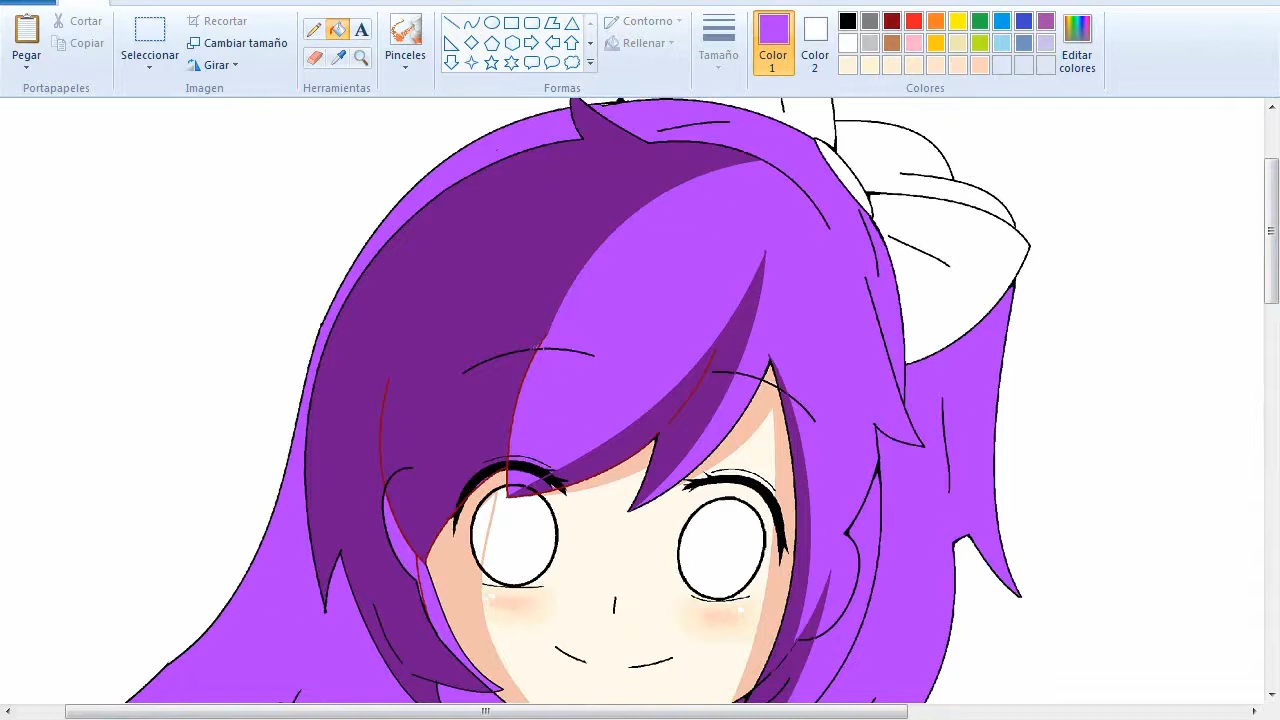 Pegar
Cortar
Copiar
Portapapeles
Seleccionar
Recortar
Cambiar tamaño
Girar
Imagen
A
Herramientas
Pinceles
Contorno
Rellenar
Formas
Tamaño
Color
1
Color
2
Editar
colores
Colores